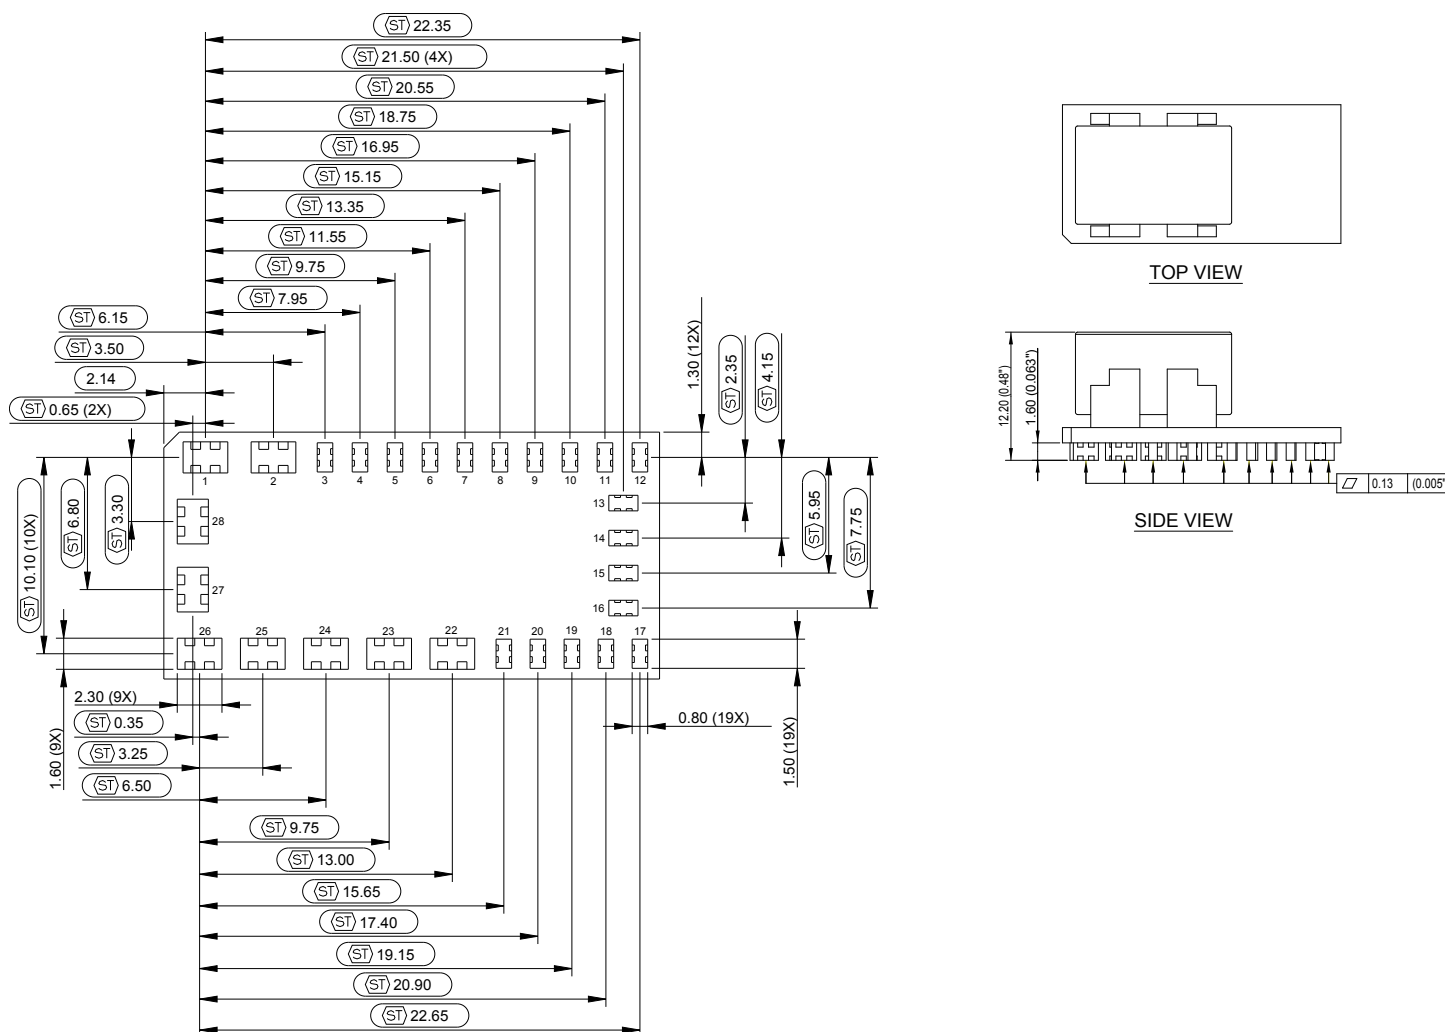 ST 22.35
ST 21.50 (4X)
ST 20.55
ST 18.75
ST 16.95
ST 15.15
ST 13.35
ST 11.55
ST 9.75
ST 7.95
ST 6.15
ST 3.50
2.14
ST 0.65 (2X)
1.30 (12X)
ST 2.35
ST 4.15
1
2
3
4
5
6
7
8
9
10
11
12
13
14
15
16
28
27
ST 10.10 (10X)
ST 6.80
ST 3.30
ST 5.95
ST 7.75
26
25
24
23
22
21
20
19
18
17
2.30 (9X)
1.60 (9X)
0.80 (19X)
1.50 (19X)
ST 0.35
ST 3.25
ST 6.50
ST 9.75
ST 13.00
ST 15.65
ST 17.40
ST 19.15
ST 20.90
ST 22.65
TOP VIEW
12.20 (0.48")
1.60 (0.063")
0.13 (0.005"
SIDE VIEW